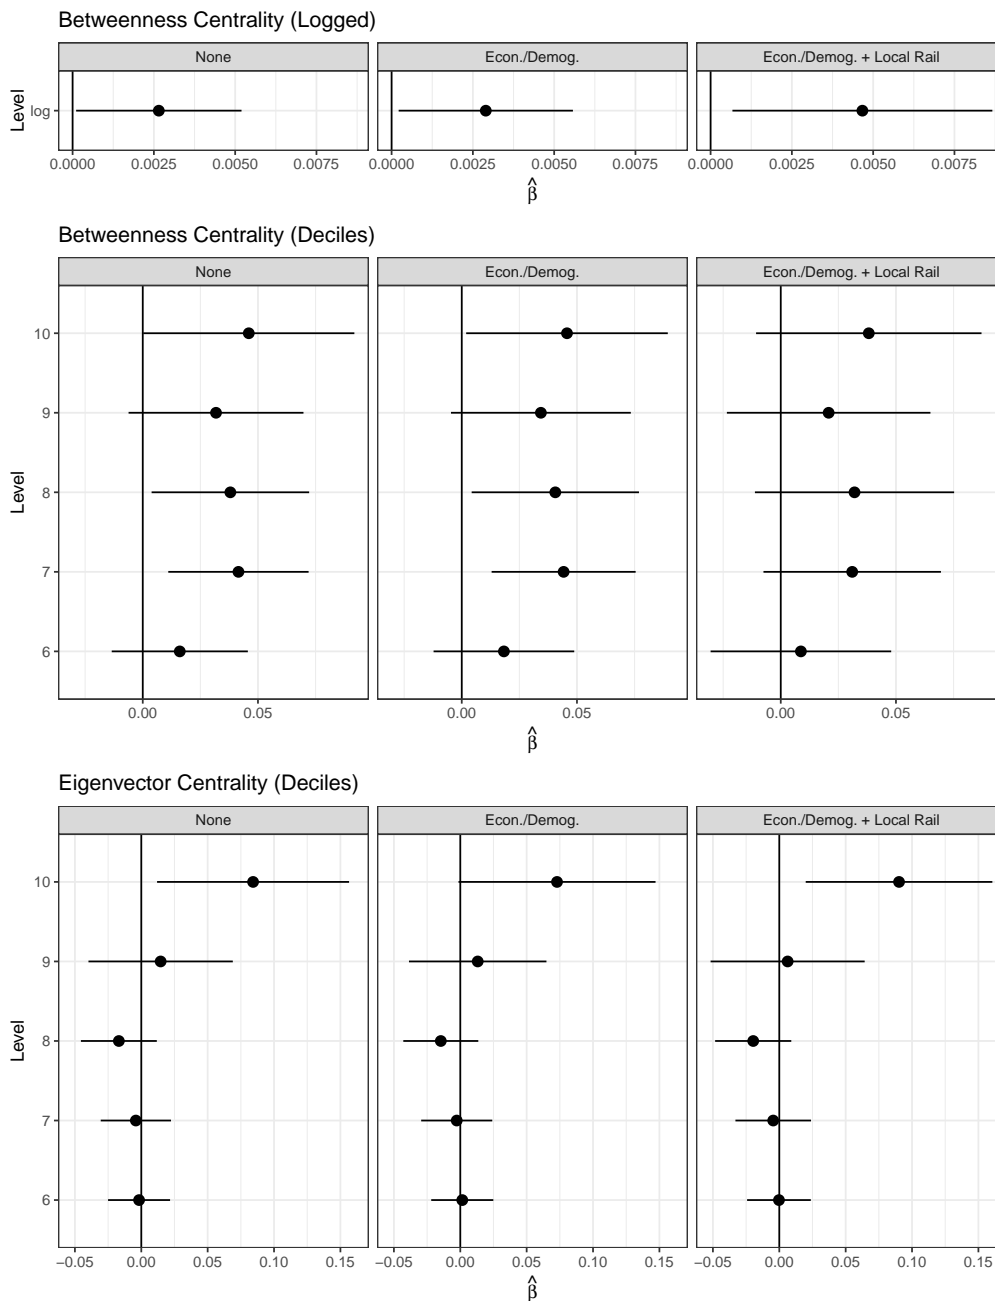 Betweenness Centrality (Logged)
None Econ./Demog. Econ./Demog. + Local Rail
Level
log
0.0000 0.0025 0.0050 0.0075 0.0000 0.0025 0.0050 0.0075 0.0000 0.0025 0.0050 0.0075
β̂
Betweenness Centrality (Deciles)
None Econ./Demog. Econ./Demog. + Local Rail
10
9
Level
8
7
6
0.00 0.05 0.00 0.05 0.00 0.05
β̂
Eigenvector Centrality (Deciles)
None Econ./Demog. Econ./Demog. + Local Rail
10
9
Level
8
7
6
−0.05 0.00 0.05 0.10 0.15 −0.05 0.00 0.05 0.10 0.15 −0.05 0.00 0.05 0.10 0.15
β̂